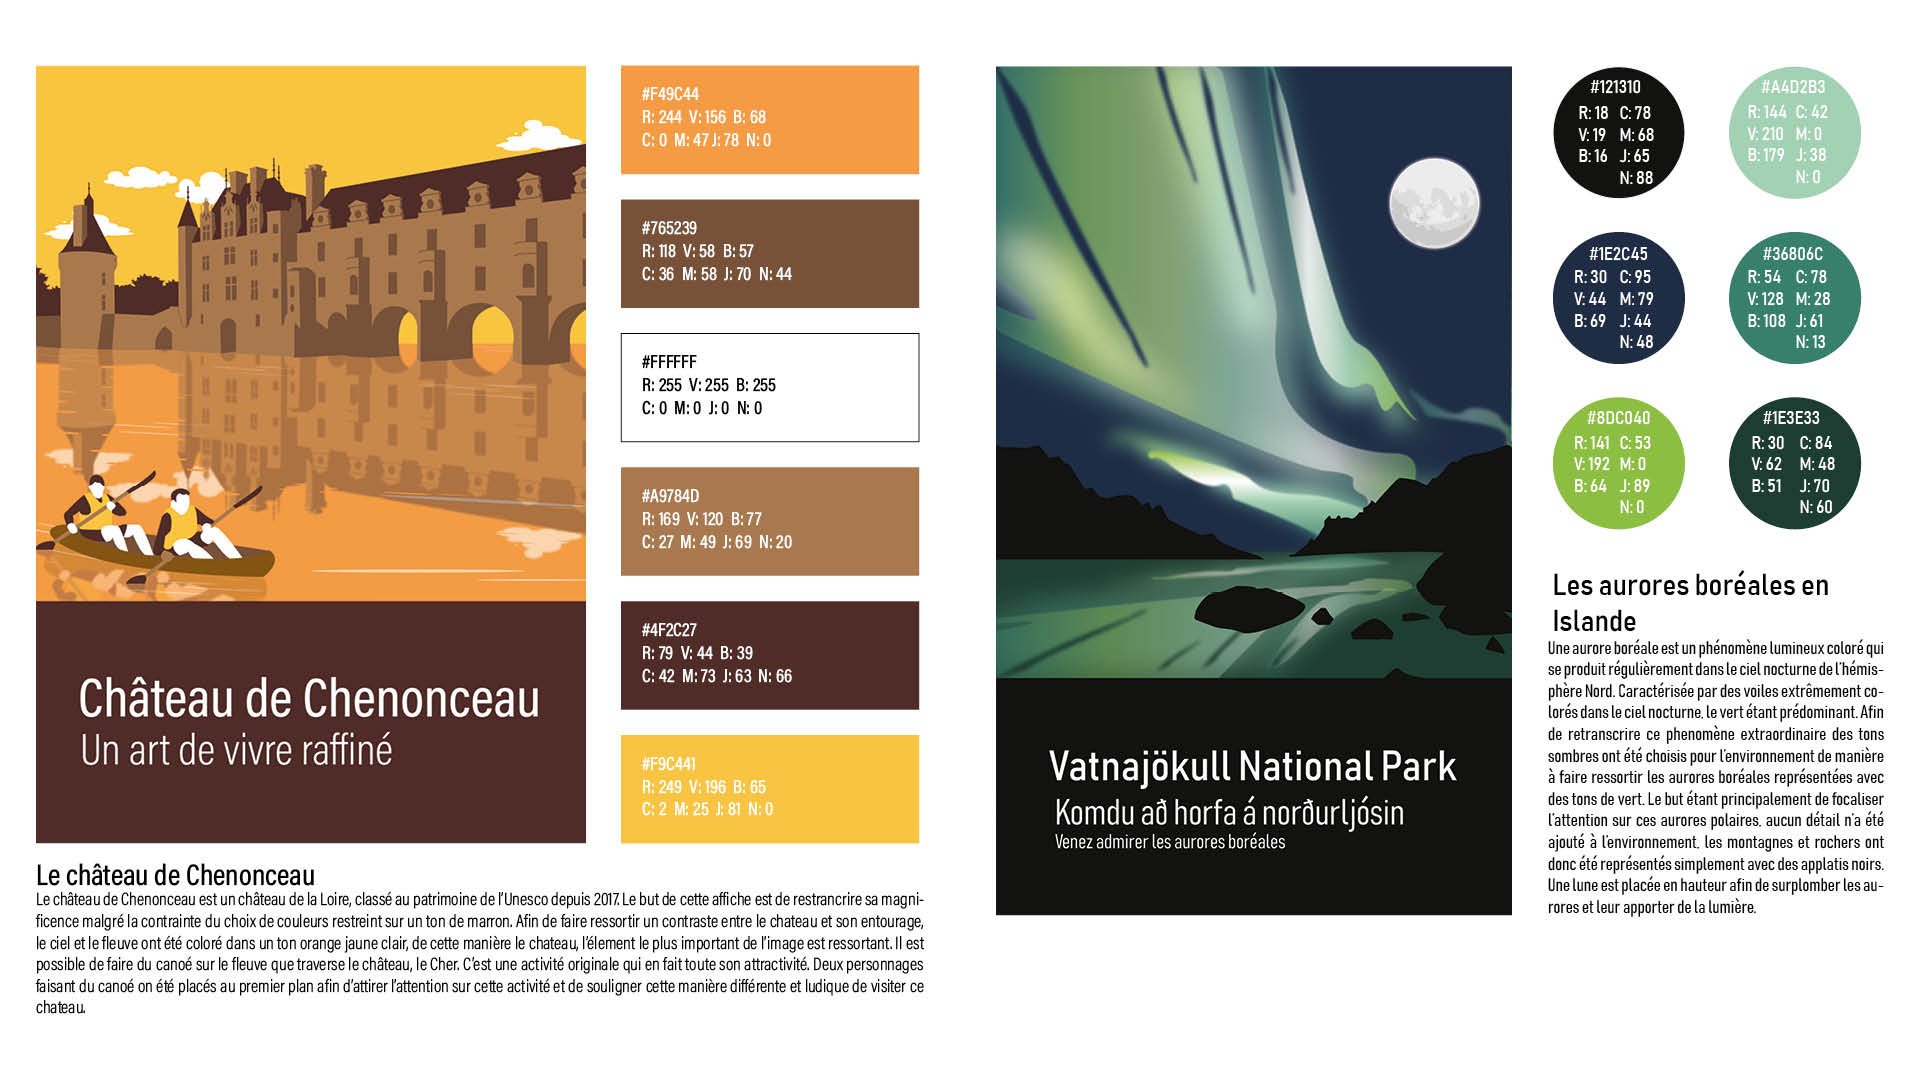 Château de Chenonceau
Un art de vivre raffiné
#F49C44
R: 244 V: 156 B: 68
C: 0 M: 47 J: 78 N: 0
#765239
R: 118 V: 58 B: 57
C: 36 M: 58 J: 70 N: 44
#FFFFFF
R: 255 V: 255 B: 255
C: 0 M: 0 J: 0 N: 0
#A9784D
R: 169 V: 120 B: 77
C: 27 M: 49 J: 69 N: 20
#4F2C27
R: 79 V: 44 B: 39
C: 42 M: 73 J: 63 N: 66
#F9C441
R: 249 V: 196 B: 65
C: 2 M: 25 J: 81 N: 0
Le château de Chenonceau
Le château de Chenonceau est un château de la Loire, classé au patrimoine de l'Unesco depuis 2017. Le but de cette affiche est de restrancrire sa magni-
ficence malgré la contrainte du choix de couleurs restreint sur un ton de marron. Afin de faire ressortir un contraste entre le chateau et son entourage,
le ciel et le fleuve ont été coloré dans un ton orange jaune clair, de cette manière le chateau, l'élement le plus important de l'image est ressortant. Il est
possible de faire du canoé sur le fleuve que traverse le château, le Cher. C'est une activité originale qui en fait toute son attractivité. Deux personnages
faisant du canoé on été placés au premier plan afin d'attirer l'attention sur cette activité et de souligner cette manière différente et ludique de visiter ce
chateau.
Vatnajökull National Park
Komdu að horfa á norðurljósin
Venez admirer les aurores boréales
#121310
R: 18 C: 78
V: 19 M: 68
B: 16 J: 65
N: 88
#A4D2B3
R: 144 C: 42
V: 210 M: 0
B: 179 J: 38
N: 0
#1E2C45
R: 30 C: 95
V: 44 M: 79
B: 69 J: 44
N: 48
#36806C
R: 54 C: 78
V: 128 M: 28
B: 108 J: 61
N: 13
#8DC040
R: 141 C: 53
V: 192 M: 0
B: 64 J: 89
N: 0
#1E3E33
R: 30 C: 84
V: 62 M: 48
B: 51 J: 70
N: 60
Les aurores boréales en
Islande
Une aurore boréale est un phénomène lumineux coloré qui
se produit régulièrement dans le ciel nocturne de l'hémis-
phère Nord. Caractérisée par des voiles extrêmement co-
lorés dans le ciel nocturne, le vert étant prédominant. Afin
de retranscrire ce phenomène extraordinaire des tons
sombres ont été choisis pour l'environnement de manière
à faire ressortir les aurores boréales représentées avec
des tons de vert. Le but étant principalement de focaliser
l'attention sur ces aurores polaires, aucun détail n'a été
ajouté à l'environnement, les montagnes et rochers ont
donc été représentés simplement avec des applatis noirs.
Une lune est placée en hauteur afin de surplomber les au-
rores et leur apporter de la lumière.